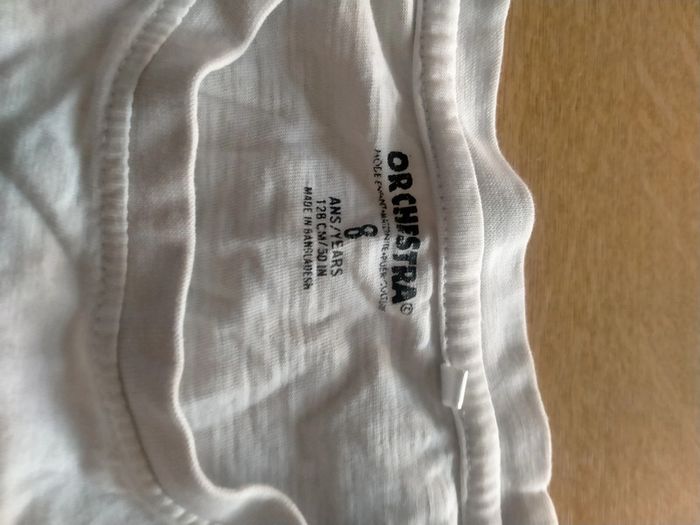 ORCHESTRA®
8
ANS/YEARS
128 CM/50 IN
MADE IN BANGLADESH